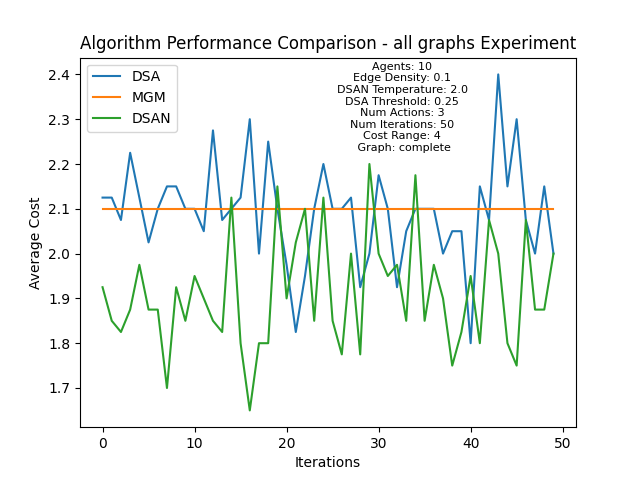 Algorithm Performance Comparison - all graphs Experiment
2.4
2.3
2.2
2.1
2.0
1.9
1.8
1.7
Average Cost
DSA
MGM
DSAN
Agents: 10
Edge Density: 0.1
DSAN Temperature: 2.0
DSA Threshold: 0.25
Num Actions: 3
Num Iterations: 50
Cost Range: 4
Graph: complete
0 10 20 30 40 50
Iterations